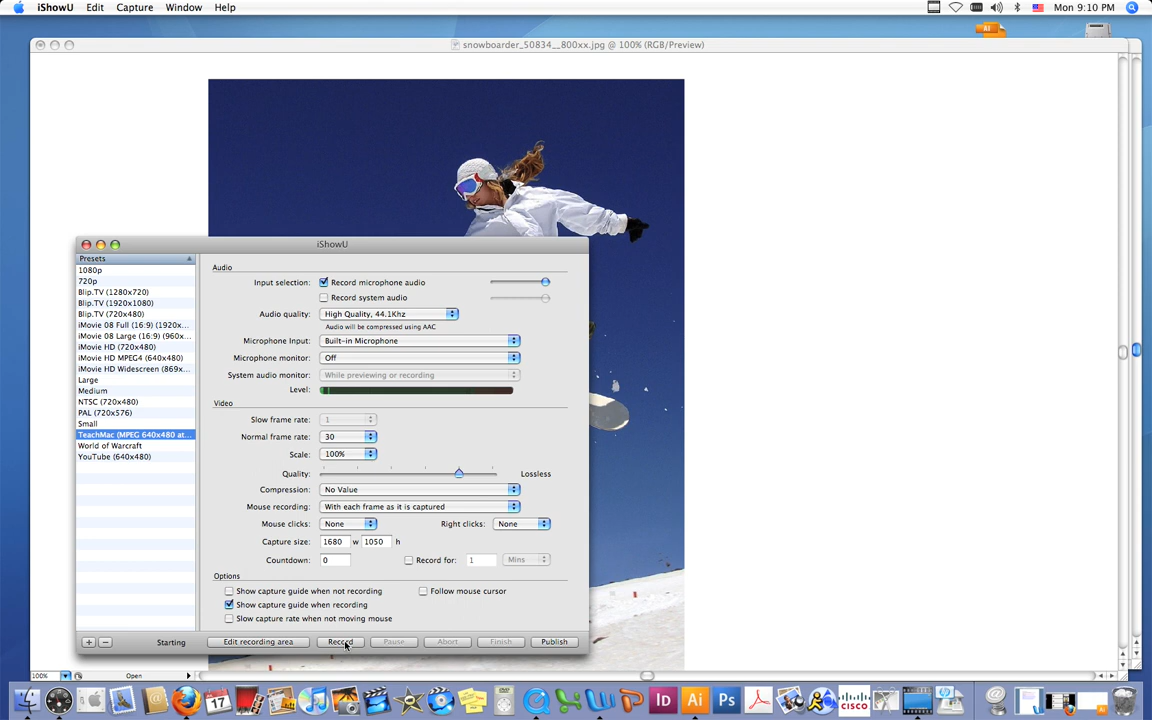 iShowU Edit Capture Window Help Mon 9:10 PM
Ai
snowboarder_50834__800xx.jpg @ 100% (RGB/Preview)
iShowU
Presets
1080p
720p
Blip.TV (1280x720)
Blip.TV (1920x1080)
Blip.TV (720x480)
iMovie 08 Full (16:9) (1920x...
iMovie 08 Large (16:9) (960x...
iMovie HD (720x480)
iMovie HD MPEG4 (640x480)
iMovie HD Widescreen (869x...
Large
Medium
NTSC (720x480)
PAL (720x576)
Small
TeachMac (MPEG 640x480 at...
World of Warcraft
YouTube (640x480)
Audio
Input selection: Record microphone audio
Record system audio
Audio quality: High Quality, 44.1Khz
Audio will be compressed using AAC
Microphone Input: Built-in Microphone
Microphone monitor: Off
System audio monitor: While previewing or recording
Level:
Video
Slow frame rate: 1
Normal frame rate: 30
Scale: 100%
Quality: Lossless
Compression: No Value
Mouse recording: With each frame as it is captured
Mouse clicks: None Right clicks: None
Capture size: 1680 w 1050 h
Countdown: 0 Record for: 1 Mins
Options
Show capture guide when not recording Follow mouse cursor
Show capture guide when recording
Slow capture rate when not moving mouse
+ − Starting Edit recording area Record Pause Abort Finish Publish
100% Open
17 Id Ai Ps CISCO @